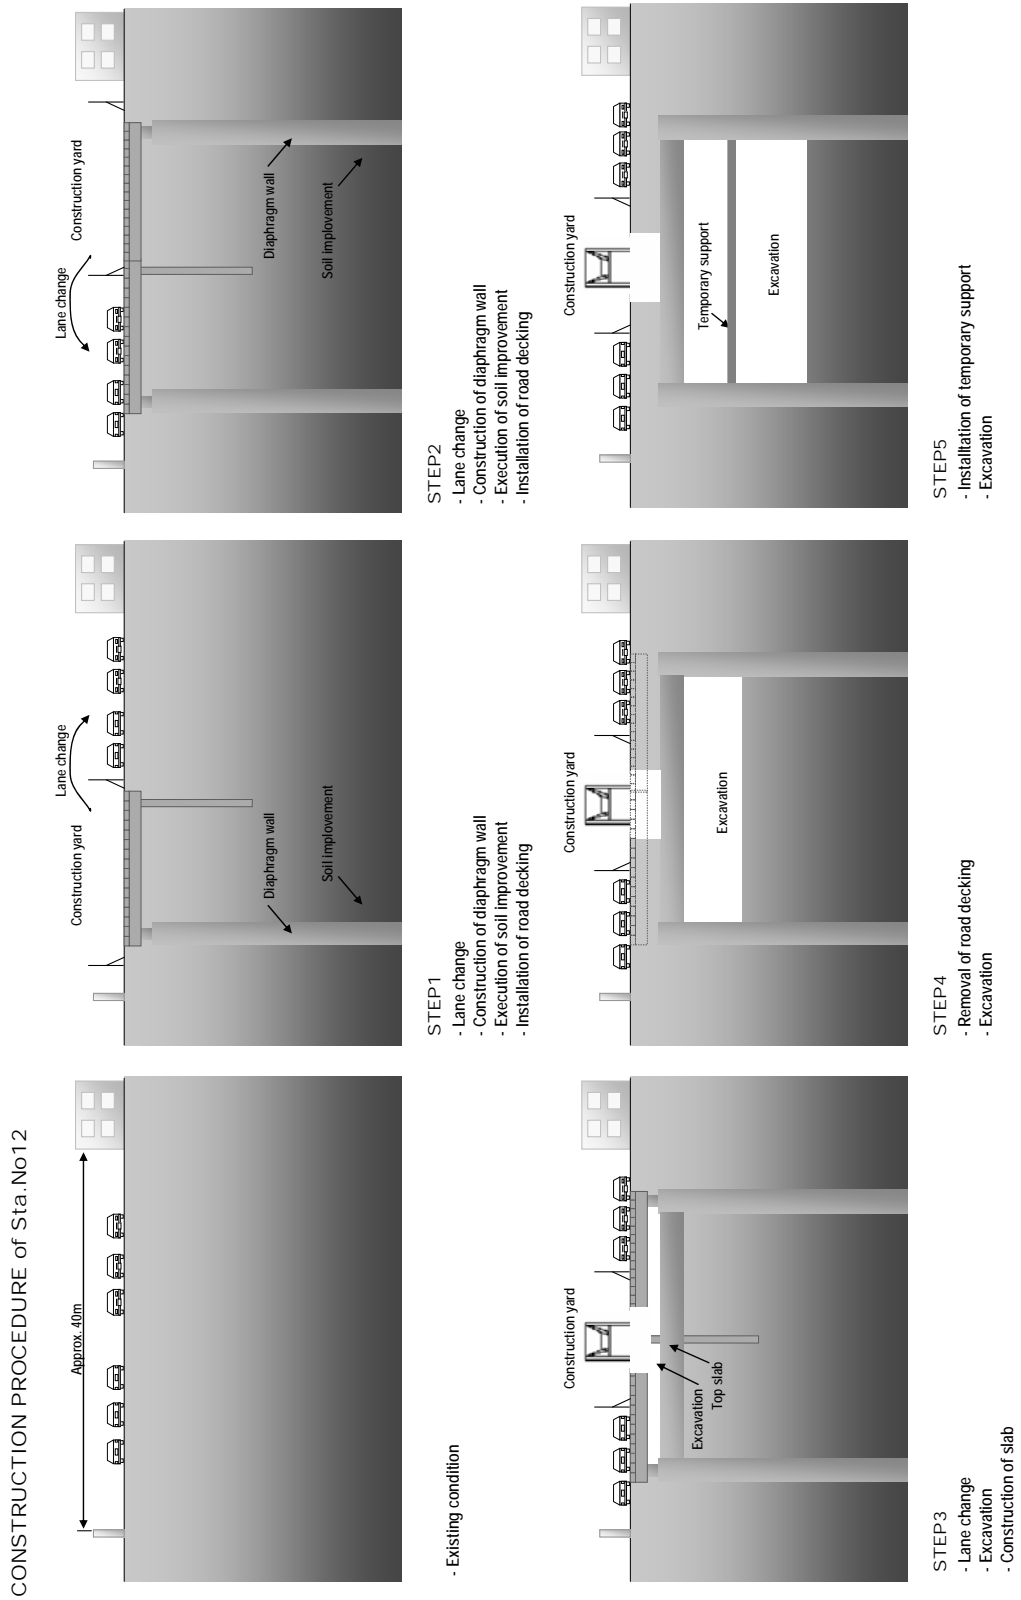 CONSTRUCTION PROCEDURE of Sta.No12
Approx. 40m
- Existing condition
Lane change
Construction yard
Diaphragm wall
Soil implovement
STEP1
- Lane change
- Construction of diaphragm wall
- Execution of soil improvement
- Installation of road decking
Lane change
Construction yard
Diaphragm wall
Soil implovement
STEP2
- Lane change
- Construction of diaphragm wall
- Execution of soil improvement
- Installation of road decking
Construction yard
Excavation
Top slab
STEP3
- Lane change
- Excavation
- Construction of slab
Construction yard
Excavation
STEP4
- Removal of road decking
- Excavation
Construction yard
Temporary support
Excavation
STEP5
- Installtation of temporary support
- Excavation